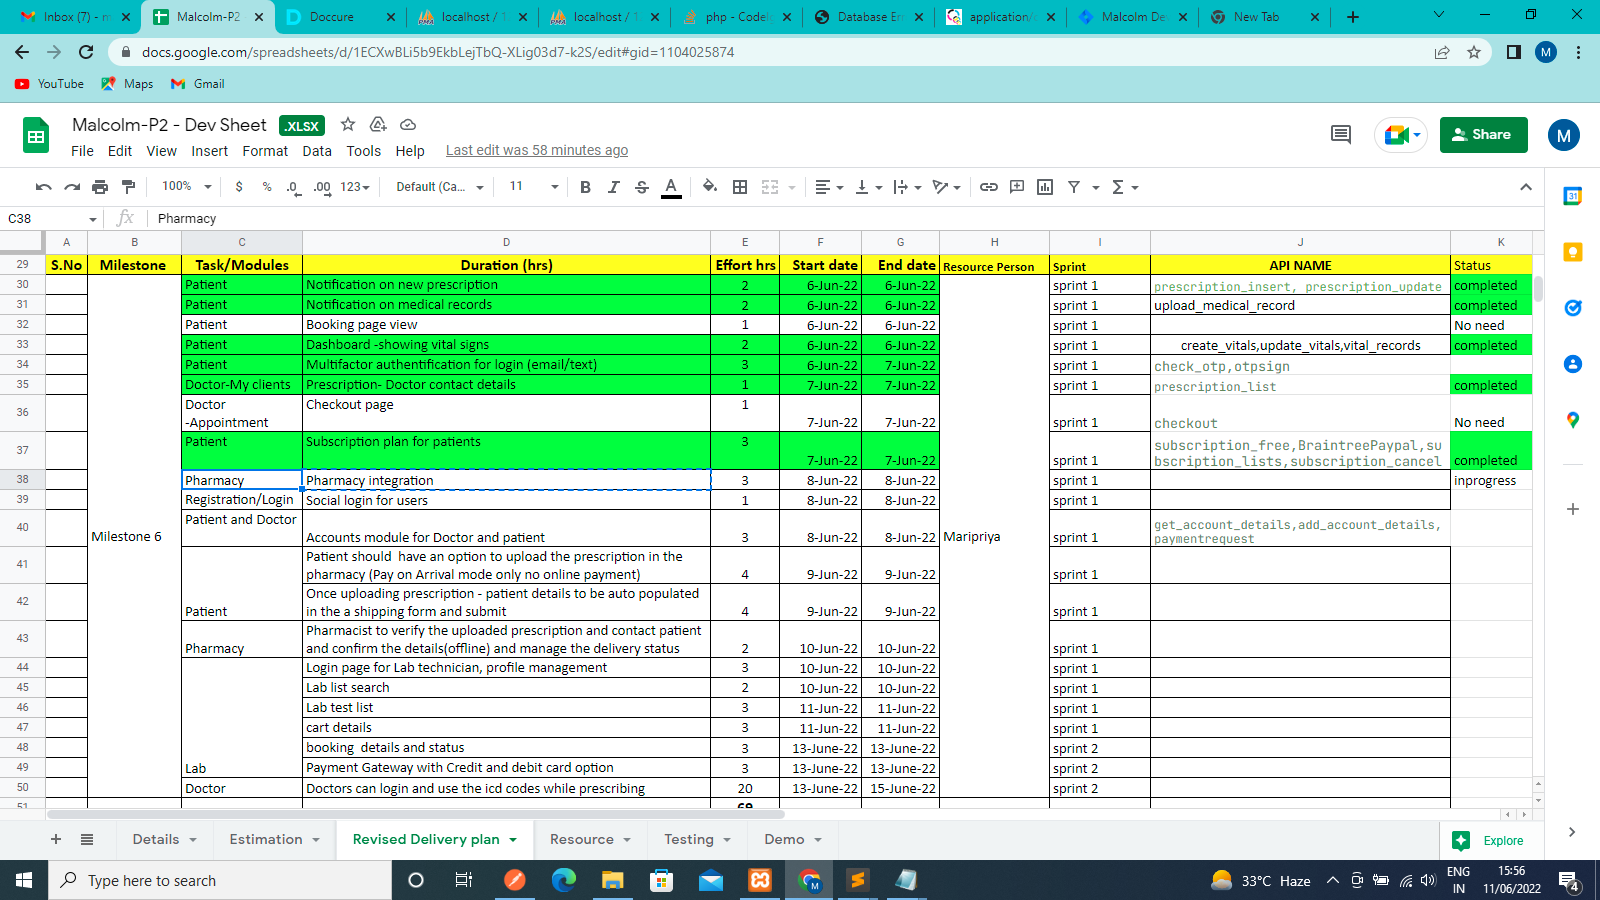 Inbox (7) - m
Malcolm-P2
Doccure
localhost / 1
localhost / 1
php - CodeI
Database Er
application/
Malcolm De
New Tab
docs.google.com/spreadsheets/d/1ECXwBLi5b9EkbLejTbQ-XLig03d7-k2S/edit#gid=1104025874
M
YouTube Maps Gmail
Malcolm-P2 - Dev Sheet .XLSX
Share
M
File Edit View Insert Format Data Tools Help Last edit was 58 minutes ago
100% $ % .0 .00 123 Default (Ca... 11 B I S A
31
C38 fx Pharmacy
A B C D E F G H I J K
29 S.No Milestone Task/Modules Duration (hrs) Effort hrs Start date End date Resource Person Sprint API NAME Status
30 Patient Notification on new prescription 2 6-Jun-22 6-Jun-22 sprint 1 prescription_insert, prescription_update completed
31 Patient Notification on medical records 2 6-Jun-22 6-Jun-22 sprint 1 upload_medical_record completed
32 Patient Booking page view 1 6-Jun-22 6-Jun-22 sprint 1 No need
33 Patient Dashboard -showing vital signs 2 6-Jun-22 6-Jun-22 sprint 1 create_vitals,update_vitals,vital_records completed
34 Patient Multifactor authentification for login (email/text) 3 6-Jun-22 7-Jun-22 sprint 1 check_otp,otpsign
35 Doctor-My clients Prescription- Doctor contact details 1 7-Jun-22 7-Jun-22 sprint 1 prescription_list completed
36 Doctor Checkout page 1
-Appointment 7-Jun-22 7-Jun-22 sprint 1 checkout No need
37 Patient Subscription plan for patients 3 subscription_free,BraintreePaypal,su
7-Jun-22 7-Jun-22 sprint 1 bscription_lists,subscription_cancel completed
38 Pharmacy Pharmacy integration 3 8-Jun-22 8-Jun-22 sprint 1 inprogress
39 Registration/Login Social login for users 1 8-Jun-22 8-Jun-22 sprint 1
40 Patient and Doctor get_account_details,add_account_details,
Milestone 6 Accounts module for Doctor and patient 3 8-Jun-22 8-Jun-22 Maripriya sprint 1 paymentrequest
41 Patient should have an option to upload the prescription in the
pharmacy (Pay on Arrival mode only no online payment) 4 9-Jun-22 9-Jun-22 sprint 1
42 Once uploading prescription - patient details to be auto populated
Patient in the a shipping form and submit 4 9-Jun-22 9-Jun-22 sprint 1
43 Pharmacist to verify the uploaded prescription and contact patient
Pharmacy and confirm the details(offline) and manage the delivery status 2 10-Jun-22 10-Jun-22 sprint 1
44 Login page for Lab technician, profile management 3 10-Jun-22 10-Jun-22 sprint 1
45 Lab list search 2 10-Jun-22 10-Jun-22 sprint 1
46 Lab test list 3 11-Jun-22 11-Jun-22 sprint 1
47 cart details 3 11-Jun-22 11-Jun-22 sprint 1
48 booking details and status 3 13-June-22 13-June-22 sprint 2
49 Lab Payment Gateway with Credit and debit card option 3 13-June-22 13-June-22 sprint 2
50 Doctor Doctors can login and use the icd codes while prescribing 20 13-June-22 15-June-22 sprint 2
51 69
Details Estimation Revised Delivery plan Resource Testing Demo Explore
Type here to search
33°C Haze
ENG
IN
15:56
11/06/2022
4